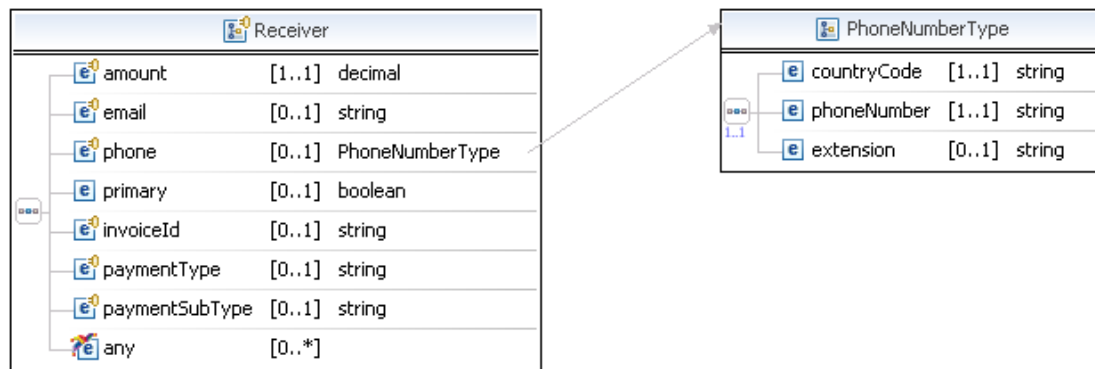 Receiver
amount [1..1] decimal
email [0..1] string
phone [0..1] PhoneNumberType
primary [0..1] boolean
invoiceId [0..1] string
paymentType [0..1] string
paymentSubType [0..1] string
any [0..*]
PhoneNumberType
countryCode [1..1] string
phoneNumber [1..1] string
1..1
extension [0..1] string